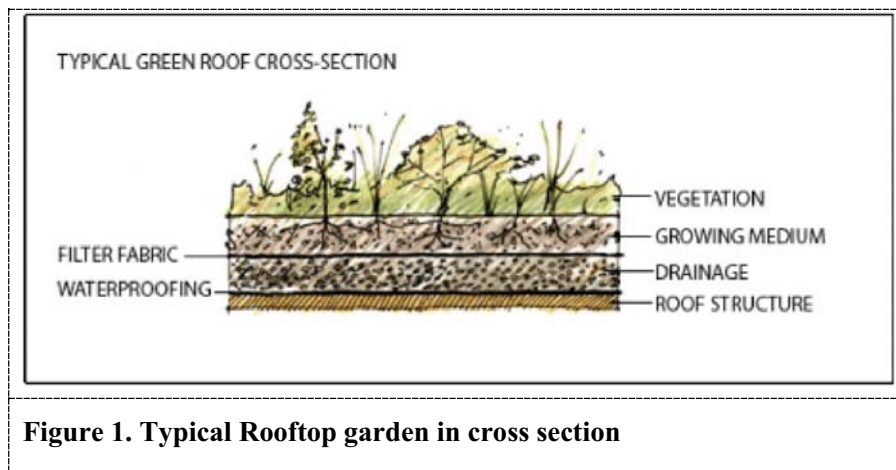 TYPICAL GREEN ROOF CROSS-SECTION
VEGETATION
GROWING MEDIUM
FILTER FABRIC
DRAINAGE
WATERPROOFING
ROOF STRUCTURE
Figure 1. Typical Rooftop garden in cross section